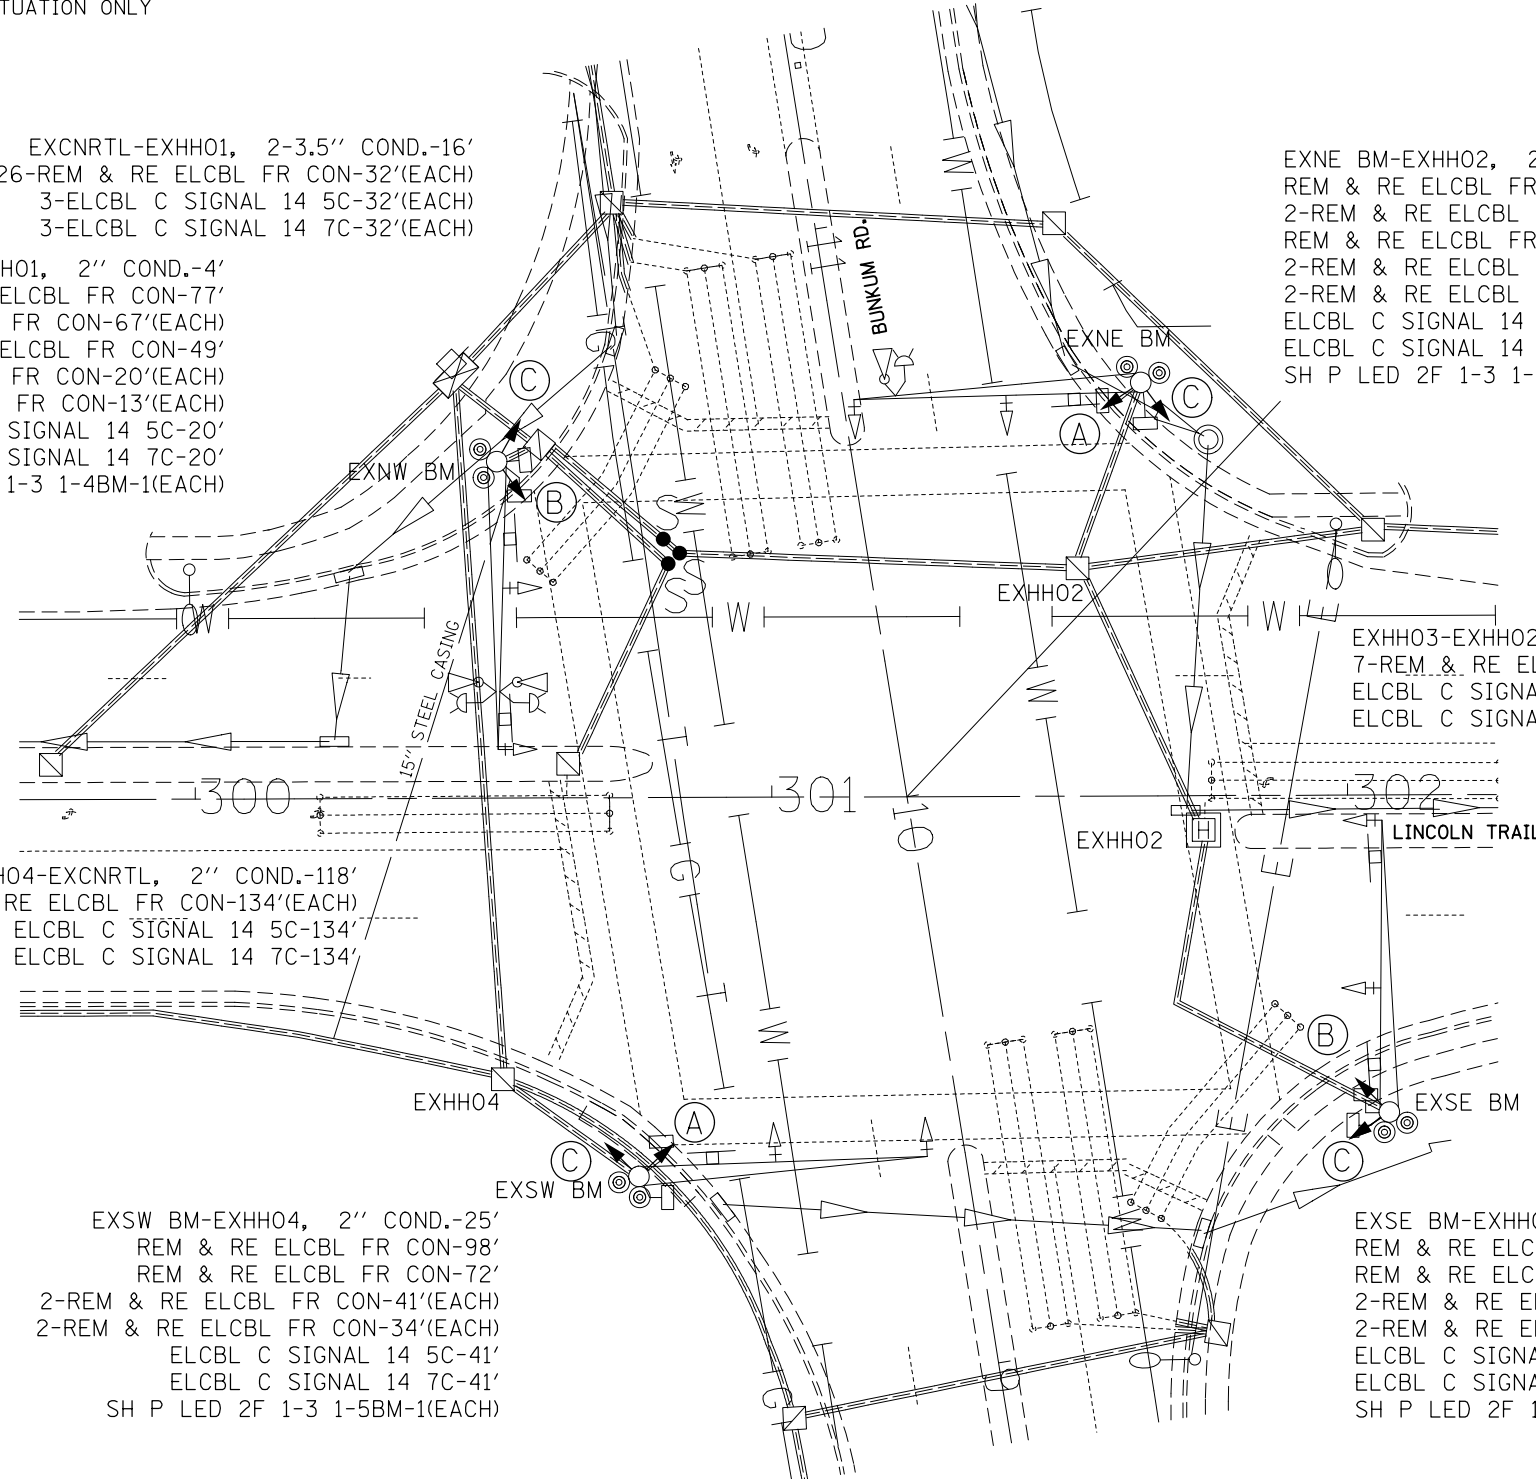 TUATION ONLY
EXCNRTL-EXHH01, 2-3.5" COND.-16'
26-REM & RE ELCBL FR CON-32'(EACH)
3-ELCBL C SIGNAL 14 5C-32'(EACH)
3-ELCBL C SIGNAL 14 7C-32'(EACH)
H01, 2" COND.-4'
ELCBL FR CON-77'
FR CON-67'(EACH)
ELCBL FR CON-49'
FR CON-20'(EACH)
FR CON-13'(EACH)
SIGNAL 14 5C-20'
SIGNAL 14 7C-20'
1-3 1-4BM-1(EACH)
EXNE BM-EXHH02, 2
REM & RE ELCBL FR
2-REM & RE ELCBL
REM & RE ELCBL FR
2-REM & RE ELCBL
2-REM & RE ELCBL
ELCBL C SIGNAL 14
ELCBL C SIGNAL 14
SH P LED 2F 1-3 1-
W
11
BUNKUM RD.
G
EXNE BM
C
C
A
EXNW BM
B
W
S
S
S
EXHH02
W
W
W
15" STEEL CASING
W
E
EXHH03-EXHH02
7-REM & RE EL
ELCBL C SIGNA
ELCBL C SIGNA
300
301
302
10
G
H
EXHH02
LINCOLN TRAIL
E
H04-EXCNRTL, 2" COND.-118'
RE ELCBL FR CON-134'(EACH)
ELCBL C SIGNAL 14 5C-134'
ELCBL C SIGNAL 14 7C-134'
W
B
EXHH04
EXSE BM
A
C
C
EXSW BM
W
EXSW BM-EXHH04, 2" COND.-25'
REM & RE ELCBL FR CON-98'
REM & RE ELCBL FR CON-72'
2-REM & RE ELCBL FR CON-41'(EACH)
2-REM & RE ELCBL FR CON-34'(EACH)
ELCBL C SIGNAL 14 5C-41'
ELCBL C SIGNAL 14 7C-41'
SH P LED 2F 1-3 1-5BM-1(EACH)
EXSE BM-EXHH0
REM & RE ELC
REM & RE ELC
2-REM & RE EL
2-REM & RE EL
ELCBL C SIGNA
ELCBL C SIGNA
SH P LED 2F 1
G